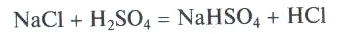 NaCl + H₂SO₄ = NaHSO₄ + HCl